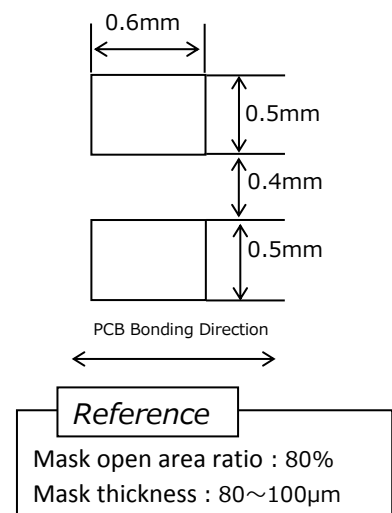 0.6mm
0.5mm
0.4mm
0.5mm
PCB Bonding Direction
Reference
Mask open area ratio : 80%
Mask thickness : 80～100μm